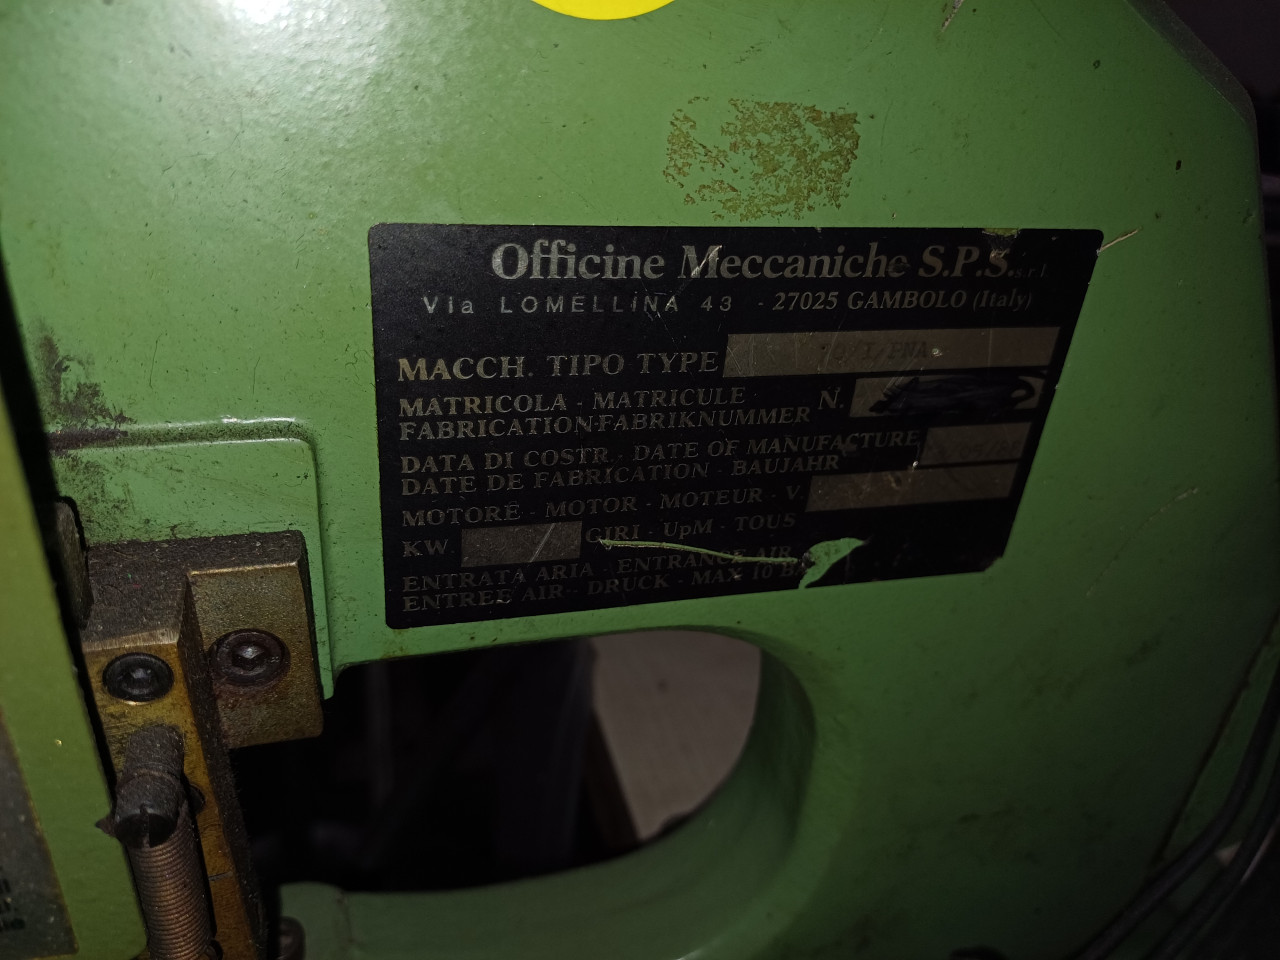 Officine Meccaniche S.P.S. s.r.l.
Via LOMELLINA 43 - 27025 GAMBOLO (Italy)
MACCH. TIPO TYPE
MATRICOLA - MATRICULE N.
FABRICATION-FABRIKNUMMER
DATA DI COSTR. - DATE OF MANUFACTURE
DATE DE FABRICATION - BAUJAHR
MOTORE - MOTOR - MOTEUR - V.
KW. GIRI - UpM - TOUS
ENTRATA ARIA - ENTRANCE AIR
ENTREE AIR - DRUCK - MAX 10